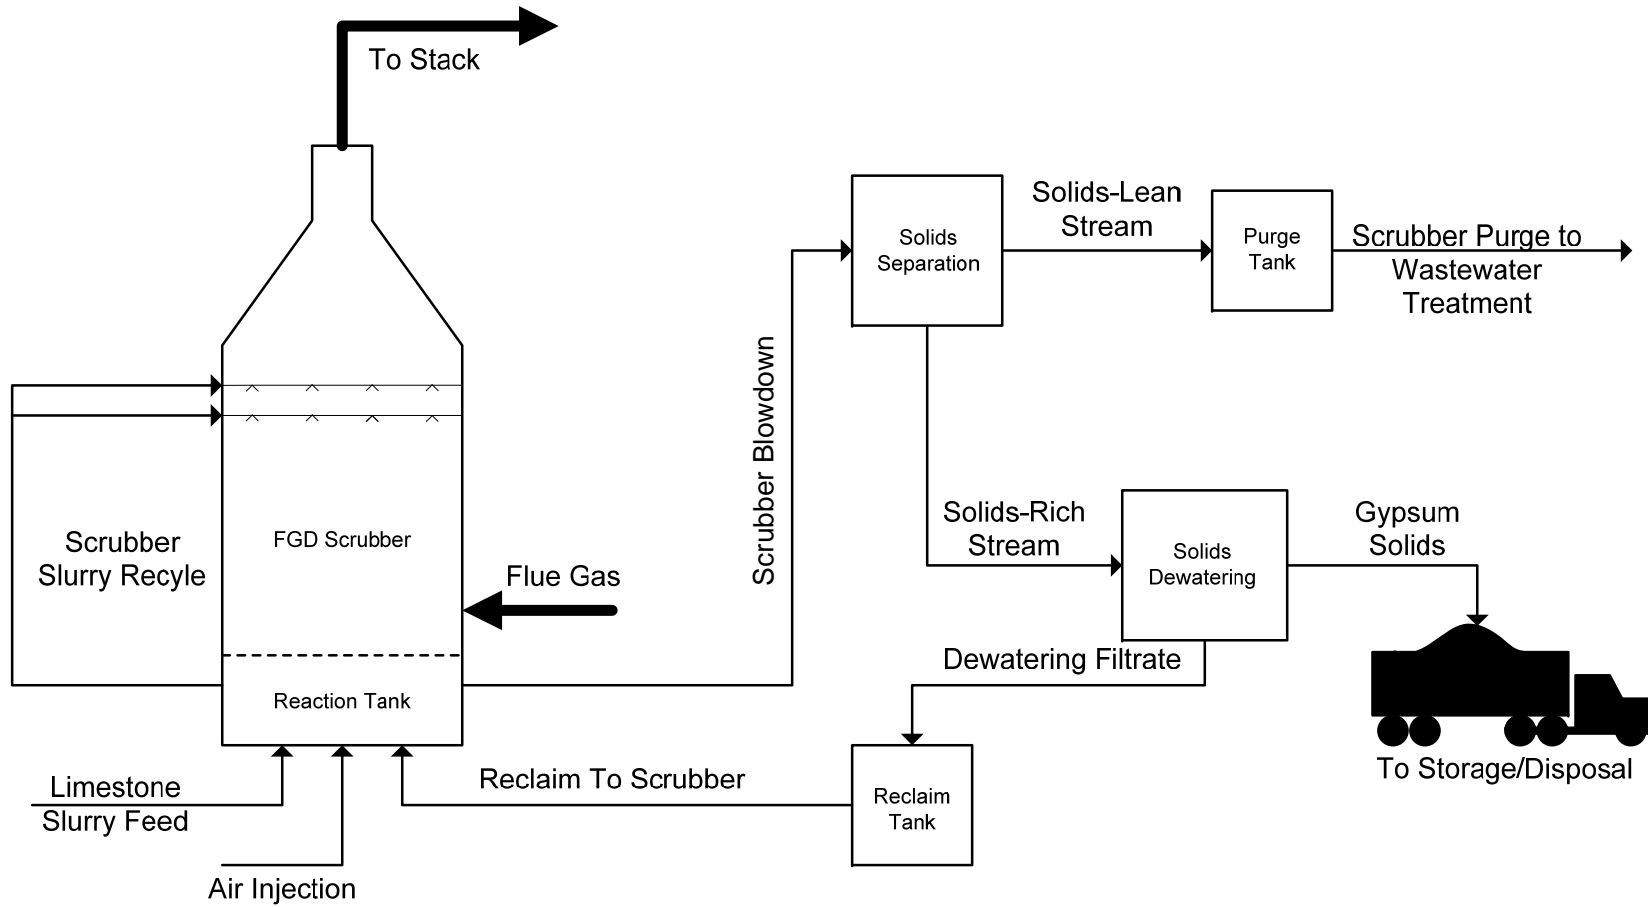 To Stack
Solids
Separation
Solids-Lean
Stream
Purge
Tank
Scrubber Purge to
Wastewater
Treatment
Scrubber Blowdown
Scrubber
Slurry Recyle
FGD Scrubber
Flue Gas
Reaction Tank
Solids-Rich
Stream
Solids
Dewatering
Gypsum
Solids
Dewatering Filtrate
To Storage/Disposal
Limestone
Slurry Feed
Air Injection
Reclaim To Scrubber
Reclaim
Tank